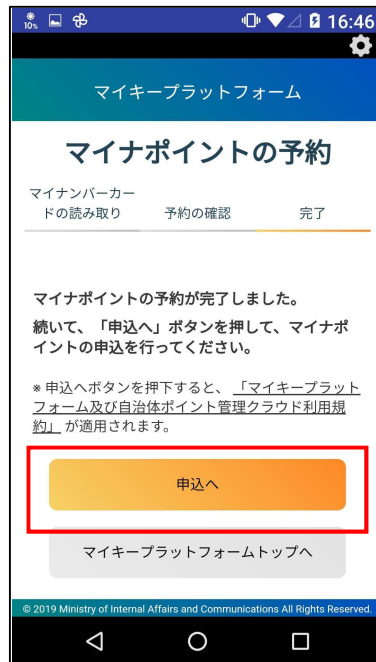 10%
16:46
マイキープラットフォーム
マイナポイントの予約
マイナンバーカー
ドの読み取り
予約の確認
完了
マイナポイントの予約が完了しました。
続いて、「申込へ」ボタンを押して、マイナポ
イントの申込を行ってください。
※ 申込へボタンを押下すると、「マイキープラット
フォーム及び自治体ポイント管理クラウド利用規
約」 が適用されます。
申込へ
マイキープラットフォームトップへ
© 2019 Ministry of Internal Affairs and Communications All Rights Reserved.